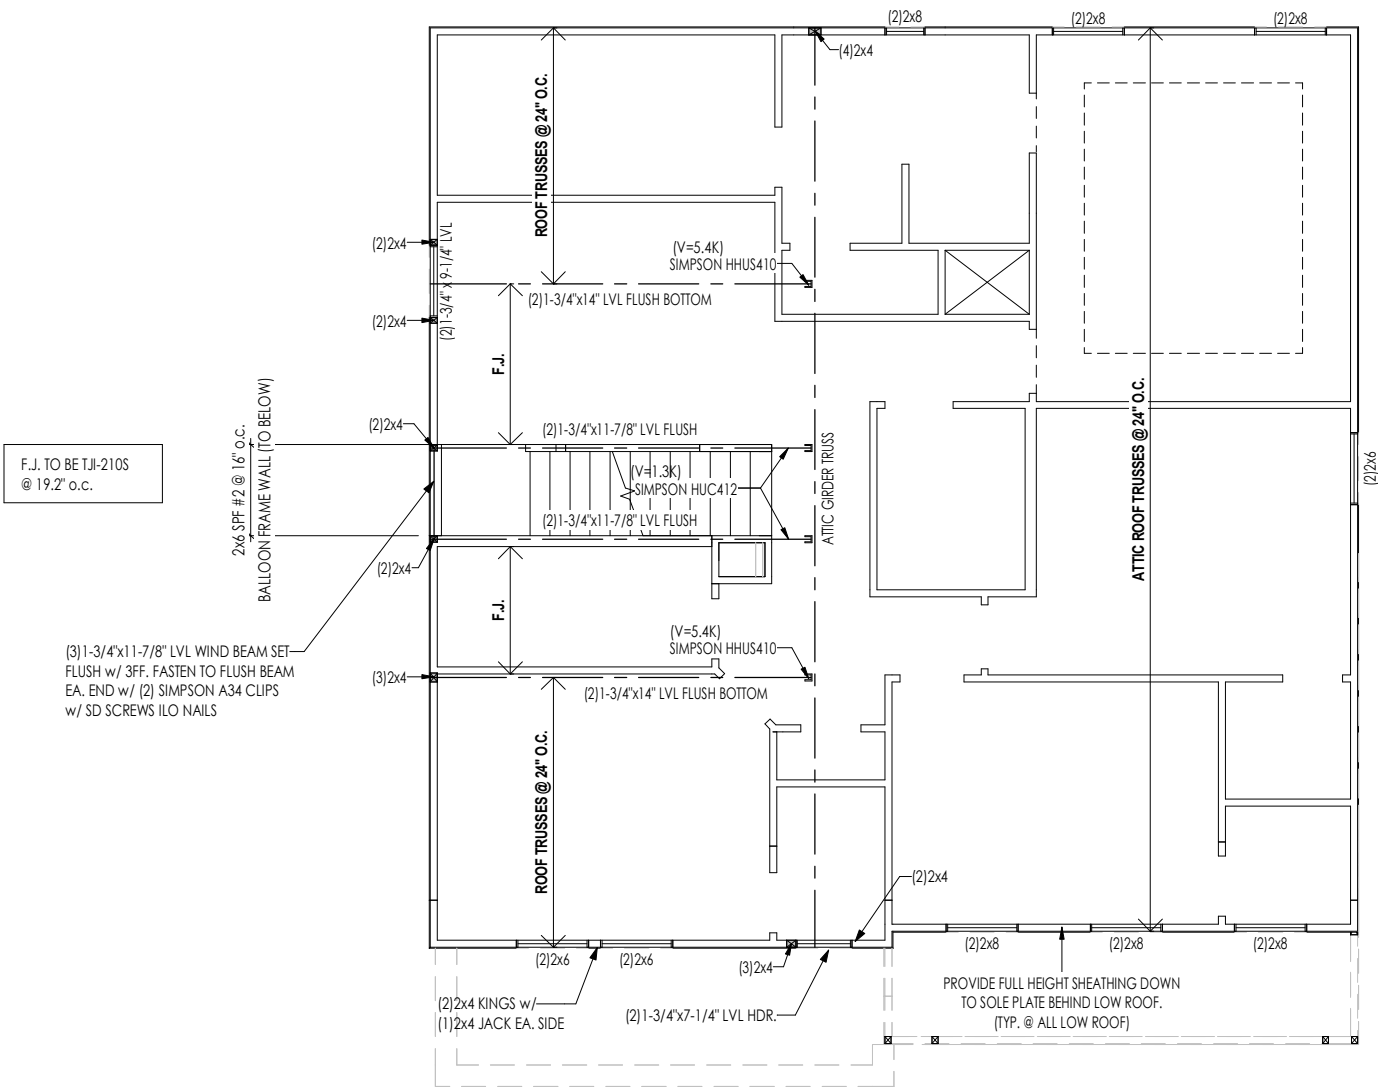 (2)2x8
(2)2x8
(2)2x8
(4)2x4
ROOF TRUSSES @ 24" O.C.
(2)2x4
(2)1-3/4" x 9-1/4" LVL
(V=5.4K)
SIMPSON HHUS410
(2)1-3/4"x14" LVL FLUSH BOTTOM
(2)2x4
F.J.
ATTIC ROOF TRUSSES @ 24" O.C.
(2)2x4
(2)1-3/4"x11-7/8" LVL FLUSH
ATTIC GIRDER TRUSS
2x6 SPF #2 @ 16" o.c.
BALLOON FRAME WALL (TO BELOW)
F.J. TO BE TJI-210S
@ 19.2" o.c.
(V=1.3K)
SIMPSON HUC412
(2)2x6
(2)1-3/4"x11-7/8" LVL FLUSH
(2)2x4
F.J.
(3)1-3/4"x11-7/8" LVL WIND BEAM SET
FLUSH w/ 3FF. FASTEN TO FLUSH BEAM
EA. END w/ (2) SIMPSON A34 CLIPS
w/ SD SCREWS ILO NAILS
(V=5.4K)
SIMPSON HHUS410
(3)2x4
(2)1-3/4"x14" LVL FLUSH BOTTOM
ROOF TRUSSES @ 24" O.C.
(2)2x4
(2)2x6
(2)2x6
(3)2x4
(2)2x8
(2)2x8
(2)2x8
(2)2x4 KINGS w/
(1)2x4 JACK EA. SIDE
(2)1-3/4"x7-1/4" LVL HDR.
PROVIDE FULL HEIGHT SHEATHING DOWN
TO SOLE PLATE BEHIND LOW ROOF.
(TYP. @ ALL LOW ROOF)